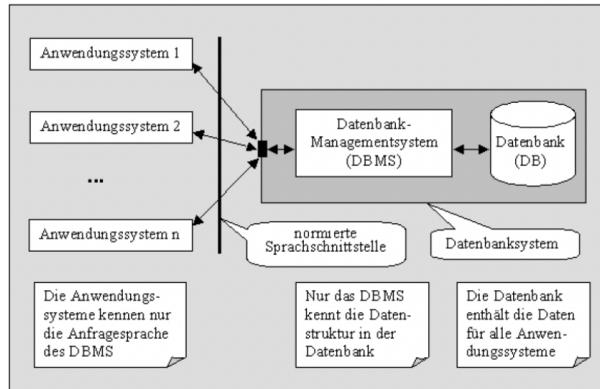 Anwendungssystem 1
Anwendungssystem 2
...
Anwendungssystem n
Datenbank-
Managementsystem
(DBMS)
Datenbank
(DB)
normierte
Sprachschnittstelle
Datenbanksystem
Die Anwendungs-
systeme kennen nur
die Anfragesprache
des DBMS
Nur das DBMS
kennt die Daten-
struktur in der
Datenbank
Die Datenbank
enthält die Daten
für alle Anwen-
dungssysteme